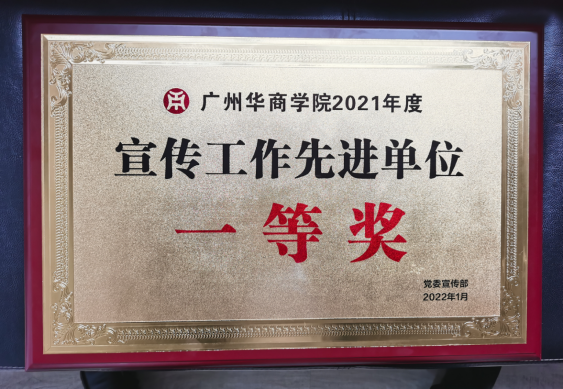 广州华商学院2021年度
宣传工作先进单位
一等奖
党委宣传部
2022年1月